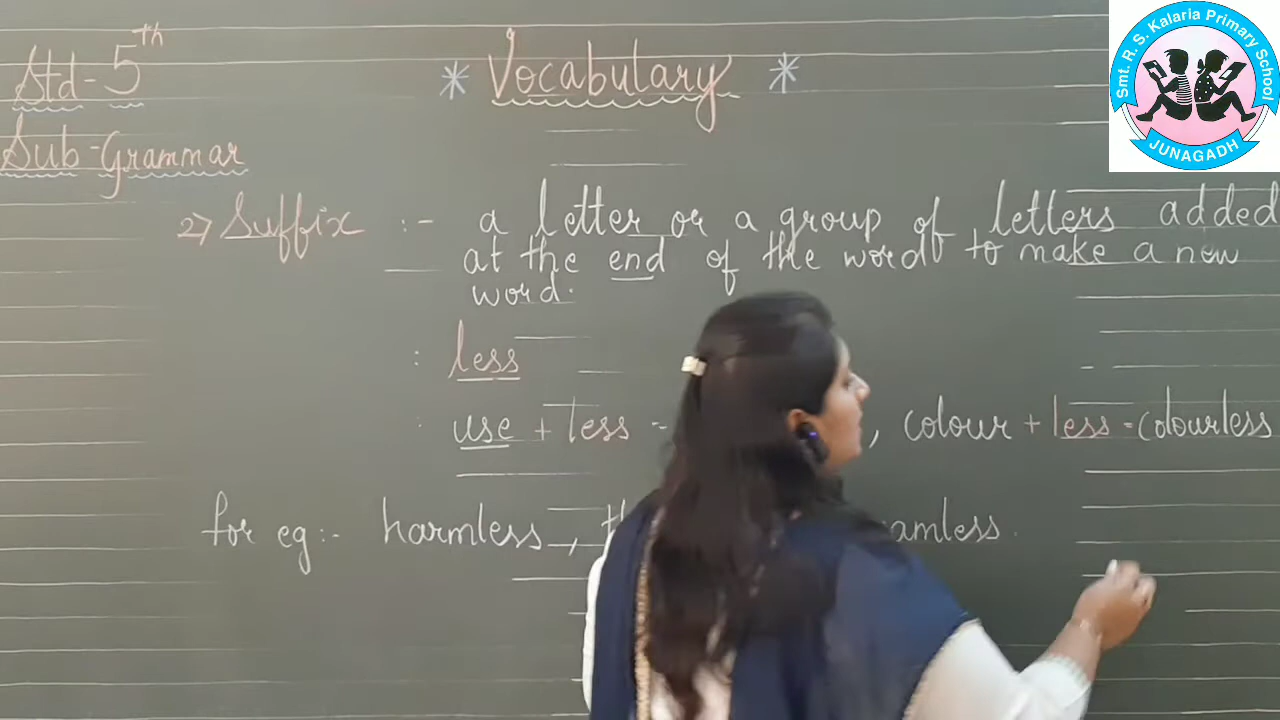 Std-5th
* Vocabulary *
Sub-Grammar
2) Suffix :- a letter or a group of letters added
at the end of the word to make a new
word.
: less
: use + less - , colour + less = colourless
for eg:- harmless,
Smt. R. S. Kalaria Primary School
JUNAGADH